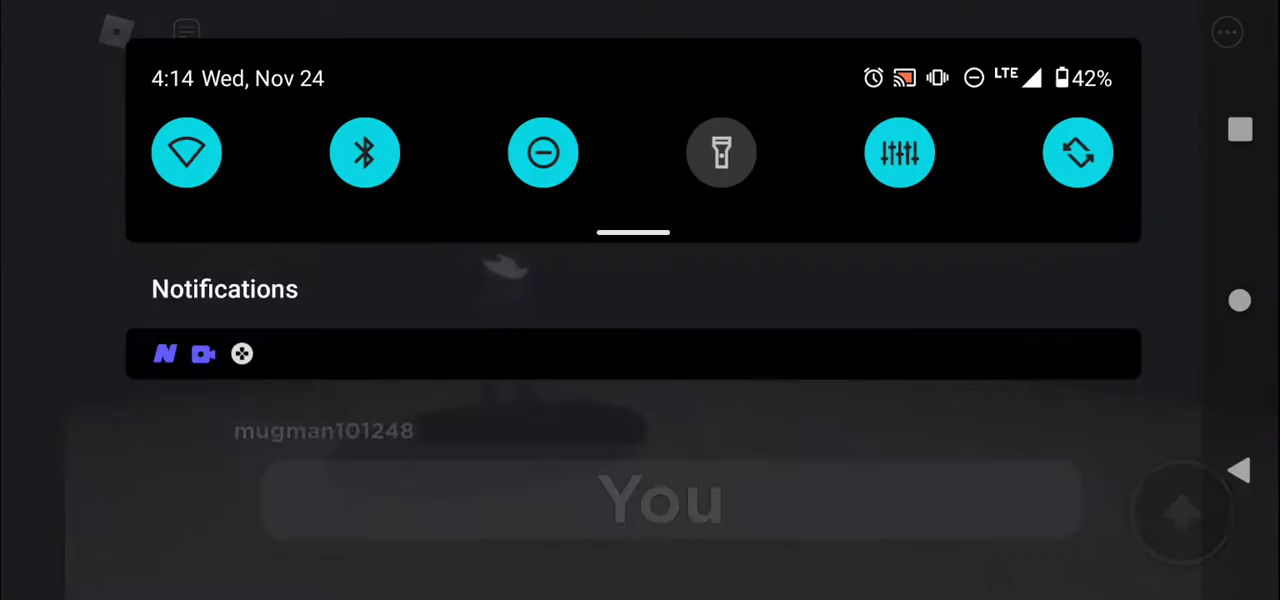 4:14 Wed, Nov 24
LTE 42%
Notifications
mugman101248
You